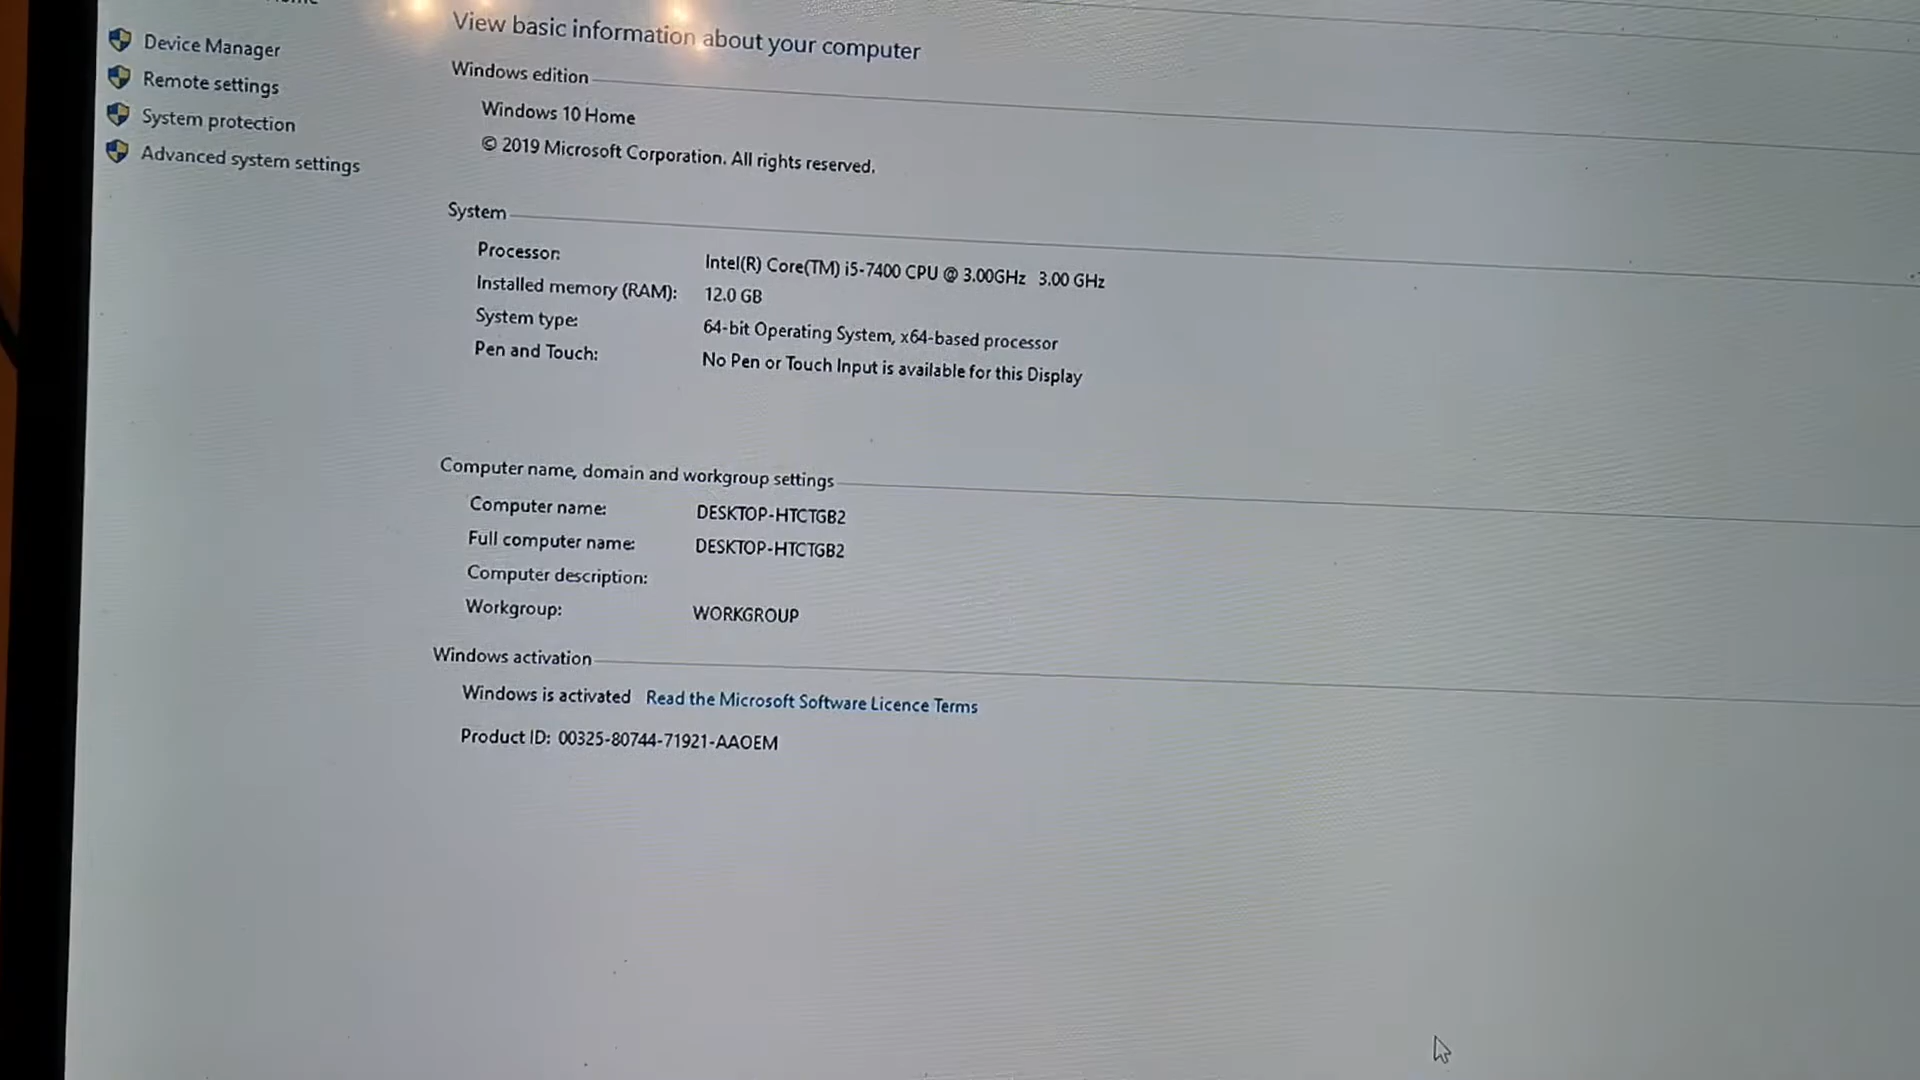 View basic information about your computer
Device Manager
Remote settings
System protection
Advanced system settings
Windows edition
Windows 10 Home
© 2019 Microsoft Corporation. All rights reserved.
System
Processor: Intel(R) Core(TM) i5-7400 CPU @ 3.00GHz 3.00 GHz
Installed memory (RAM): 12.0 GB
System type: 64-bit Operating System, x64-based processor
Pen and Touch: No Pen or Touch Input is available for this Display
Computer name, domain and workgroup settings
Computer name: DESKTOP-HTCTGB2
Full computer name: DESKTOP-HTCTGB2
Computer description:
Workgroup: WORKGROUP
Windows activation
Windows is activated Read the Microsoft Software Licence Terms
Product ID: 00325-80744-71921-AAOEM